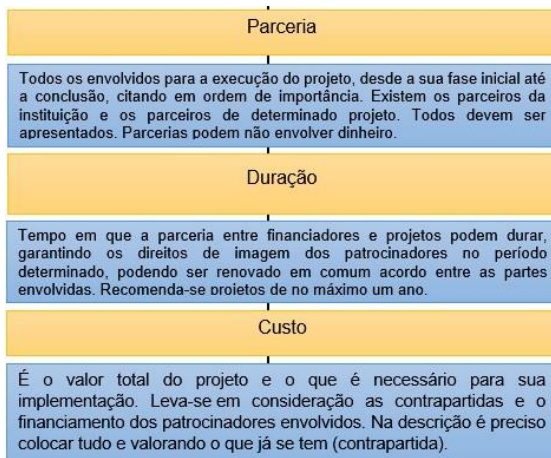 Parceria
Todos os envolvidos para a execução do projeto, desde a sua fase inicial até
a conclusão, citando em ordem de importância. Existem os parceiros da
instituição e os parceiros de determinado projeto. Todos devem ser
apresentados. Parcerias podem não envolver dinheiro.
Duração
Tempo em que a parceria entre financiadores e projetos podem durar,
garantindo os direitos de imagem dos patrocinadores no período
determinado, podendo ser renovado em comum acordo entre as partes
envolvidas. Recomenda-se projetos de no máximo um ano.
Custo
É o valor total do projeto e o que é necessário para sua
implementação. Leva-se em consideração as contrapartidas e o
financiamento dos patrocinadores envolvidos. Na descrição é preciso
colocar tudo e valorando o que já se tem (contrapartida).